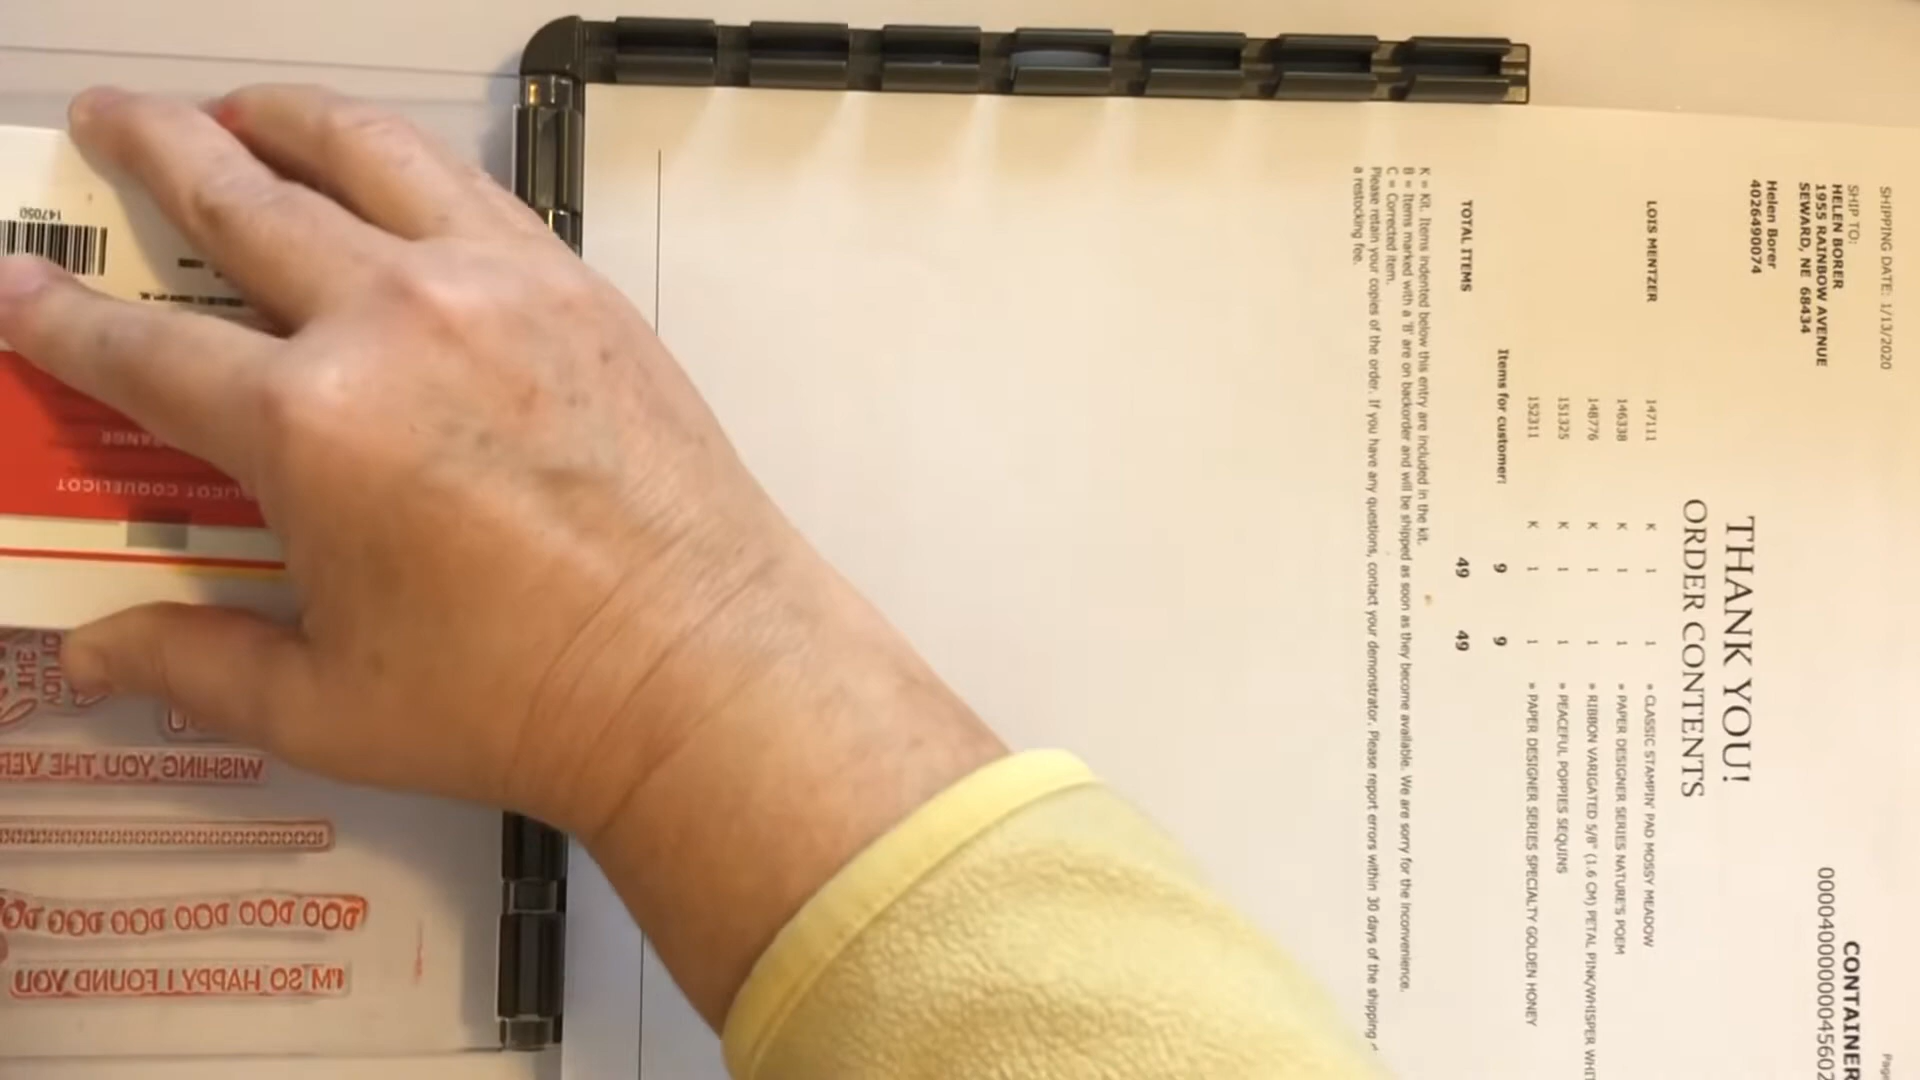 Page
CONTAINER
0000400000004560
SHIPPING DATE: 1/13/2020
SHIP TO:
HELEN BORER
1955 RAINBOW AVENUE
SEWARD, NE 68434
Helen Borer
4026490074
THANK YOU!
ORDER CONTENTS
LOIS MENTZER
147111 K 1 1 » CLASSIC STAMPIN' PAD MOSSY MEADOW
146338 K 1 1 » PAPER DESIGNER SERIES NATURE'S POEM
148776 K 1 1 » RIBBON VARIGATED 5/8" (1.6 CM) PETAL PINK/WHISPER WHIT
151325 K 1 1 » PEACEFUL POPPIES SEQUINS
152311 K 1 1 » PAPER DESIGNER SERIES SPECIALTY GOLDEN HONEY
Items for customer: 9 9
TOTAL ITEMS 49 49
K = Kit. Items indented below this entry are included in the kit.
B = Items marked with a 'B' are on backorder and will be shipped as soon as they become available. We are sorry for the inconvenience.
C = Corrected item.
Please retain your copies of the order. If you have any questions, contact your demonstrator. Please report errors within 30 days of the shipping
a restocking fee.
147050
LICOT COQUELICOT
YOU
THE
WISHING YOU THE VER
DOO DOO DOO DOO DOO
I'M SO HAPPY I FOUND YOU